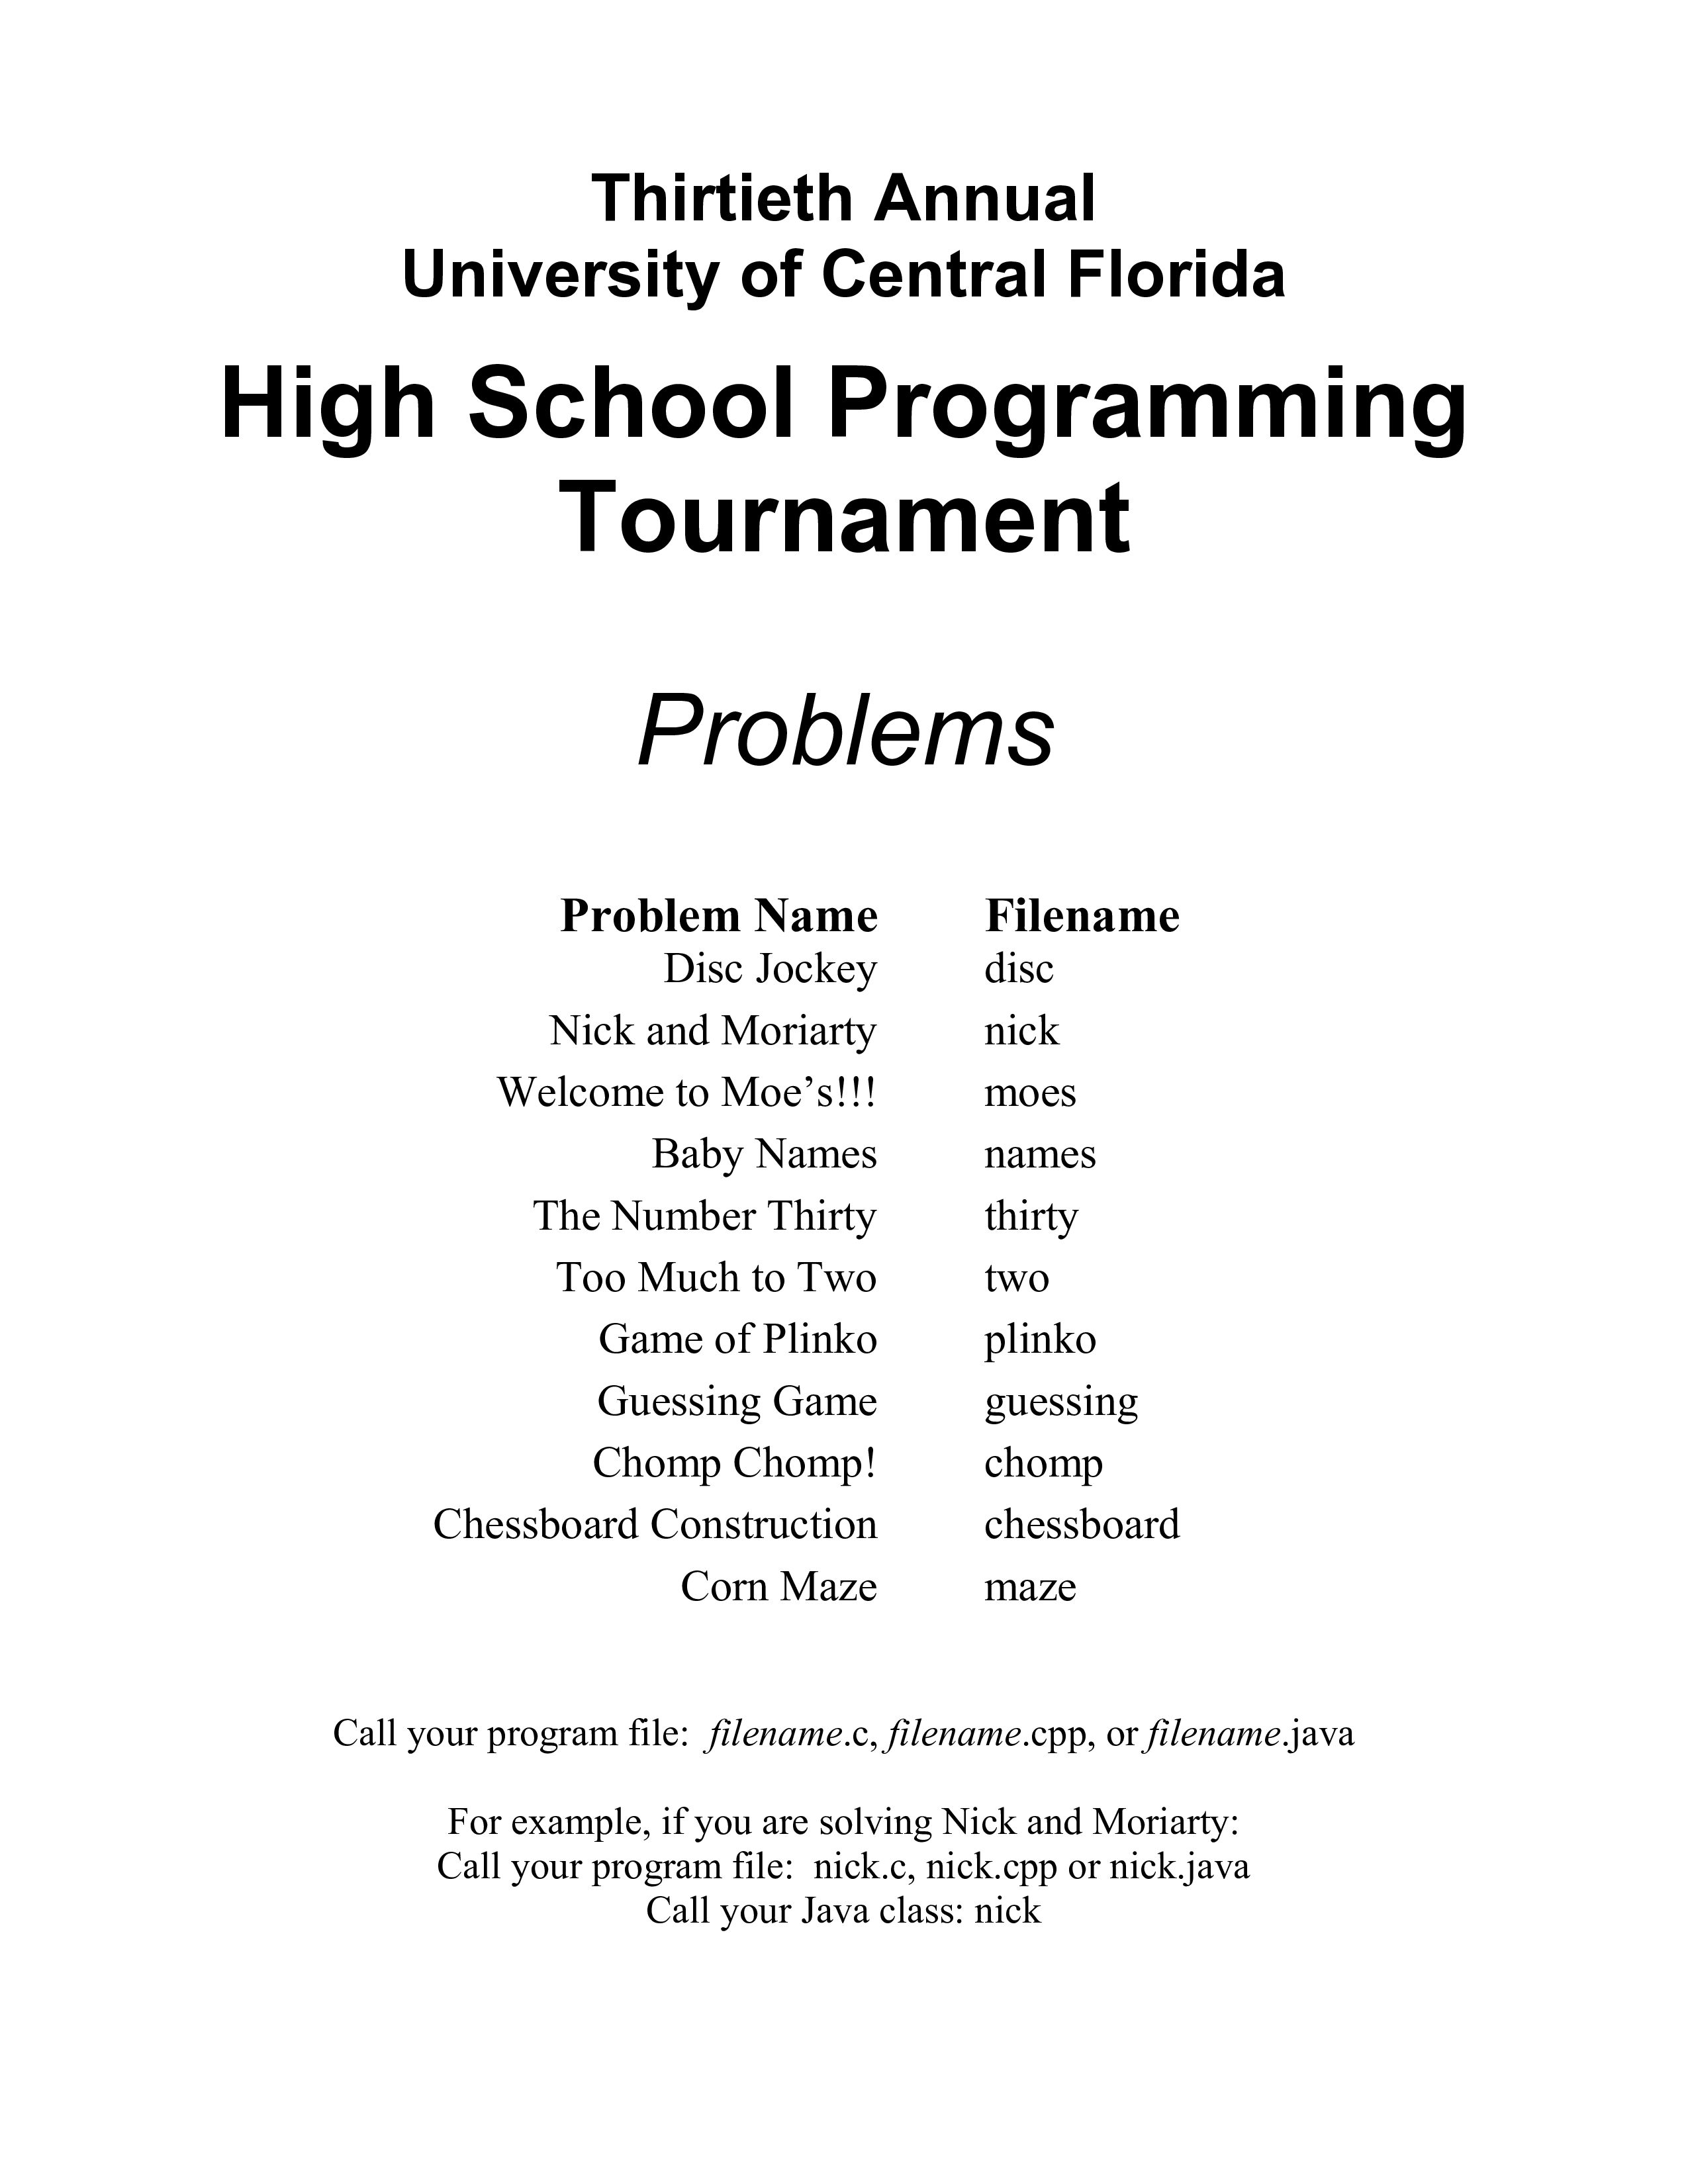 Thirtieth Annual
University of Central Florida
High School Programming
Tournament
Problems
Problem Name Filename
Disc Jockey disc
Nick and Moriarty nick
Welcome to Moe’s!!! moes
Baby Names names
The Number Thirty thirty
Too Much to Two two
Game of Plinko plinko
Guessing Game guessing
Chomp Chomp! chomp
Chessboard Construction chessboard
Corn Maze maze
Call your program file: filename.c, filename.cpp, or filename.java
For example, if you are solving Nick and Moriarty:
Call your program file: nick.c, nick.cpp or nick.java
Call your Java class: nick